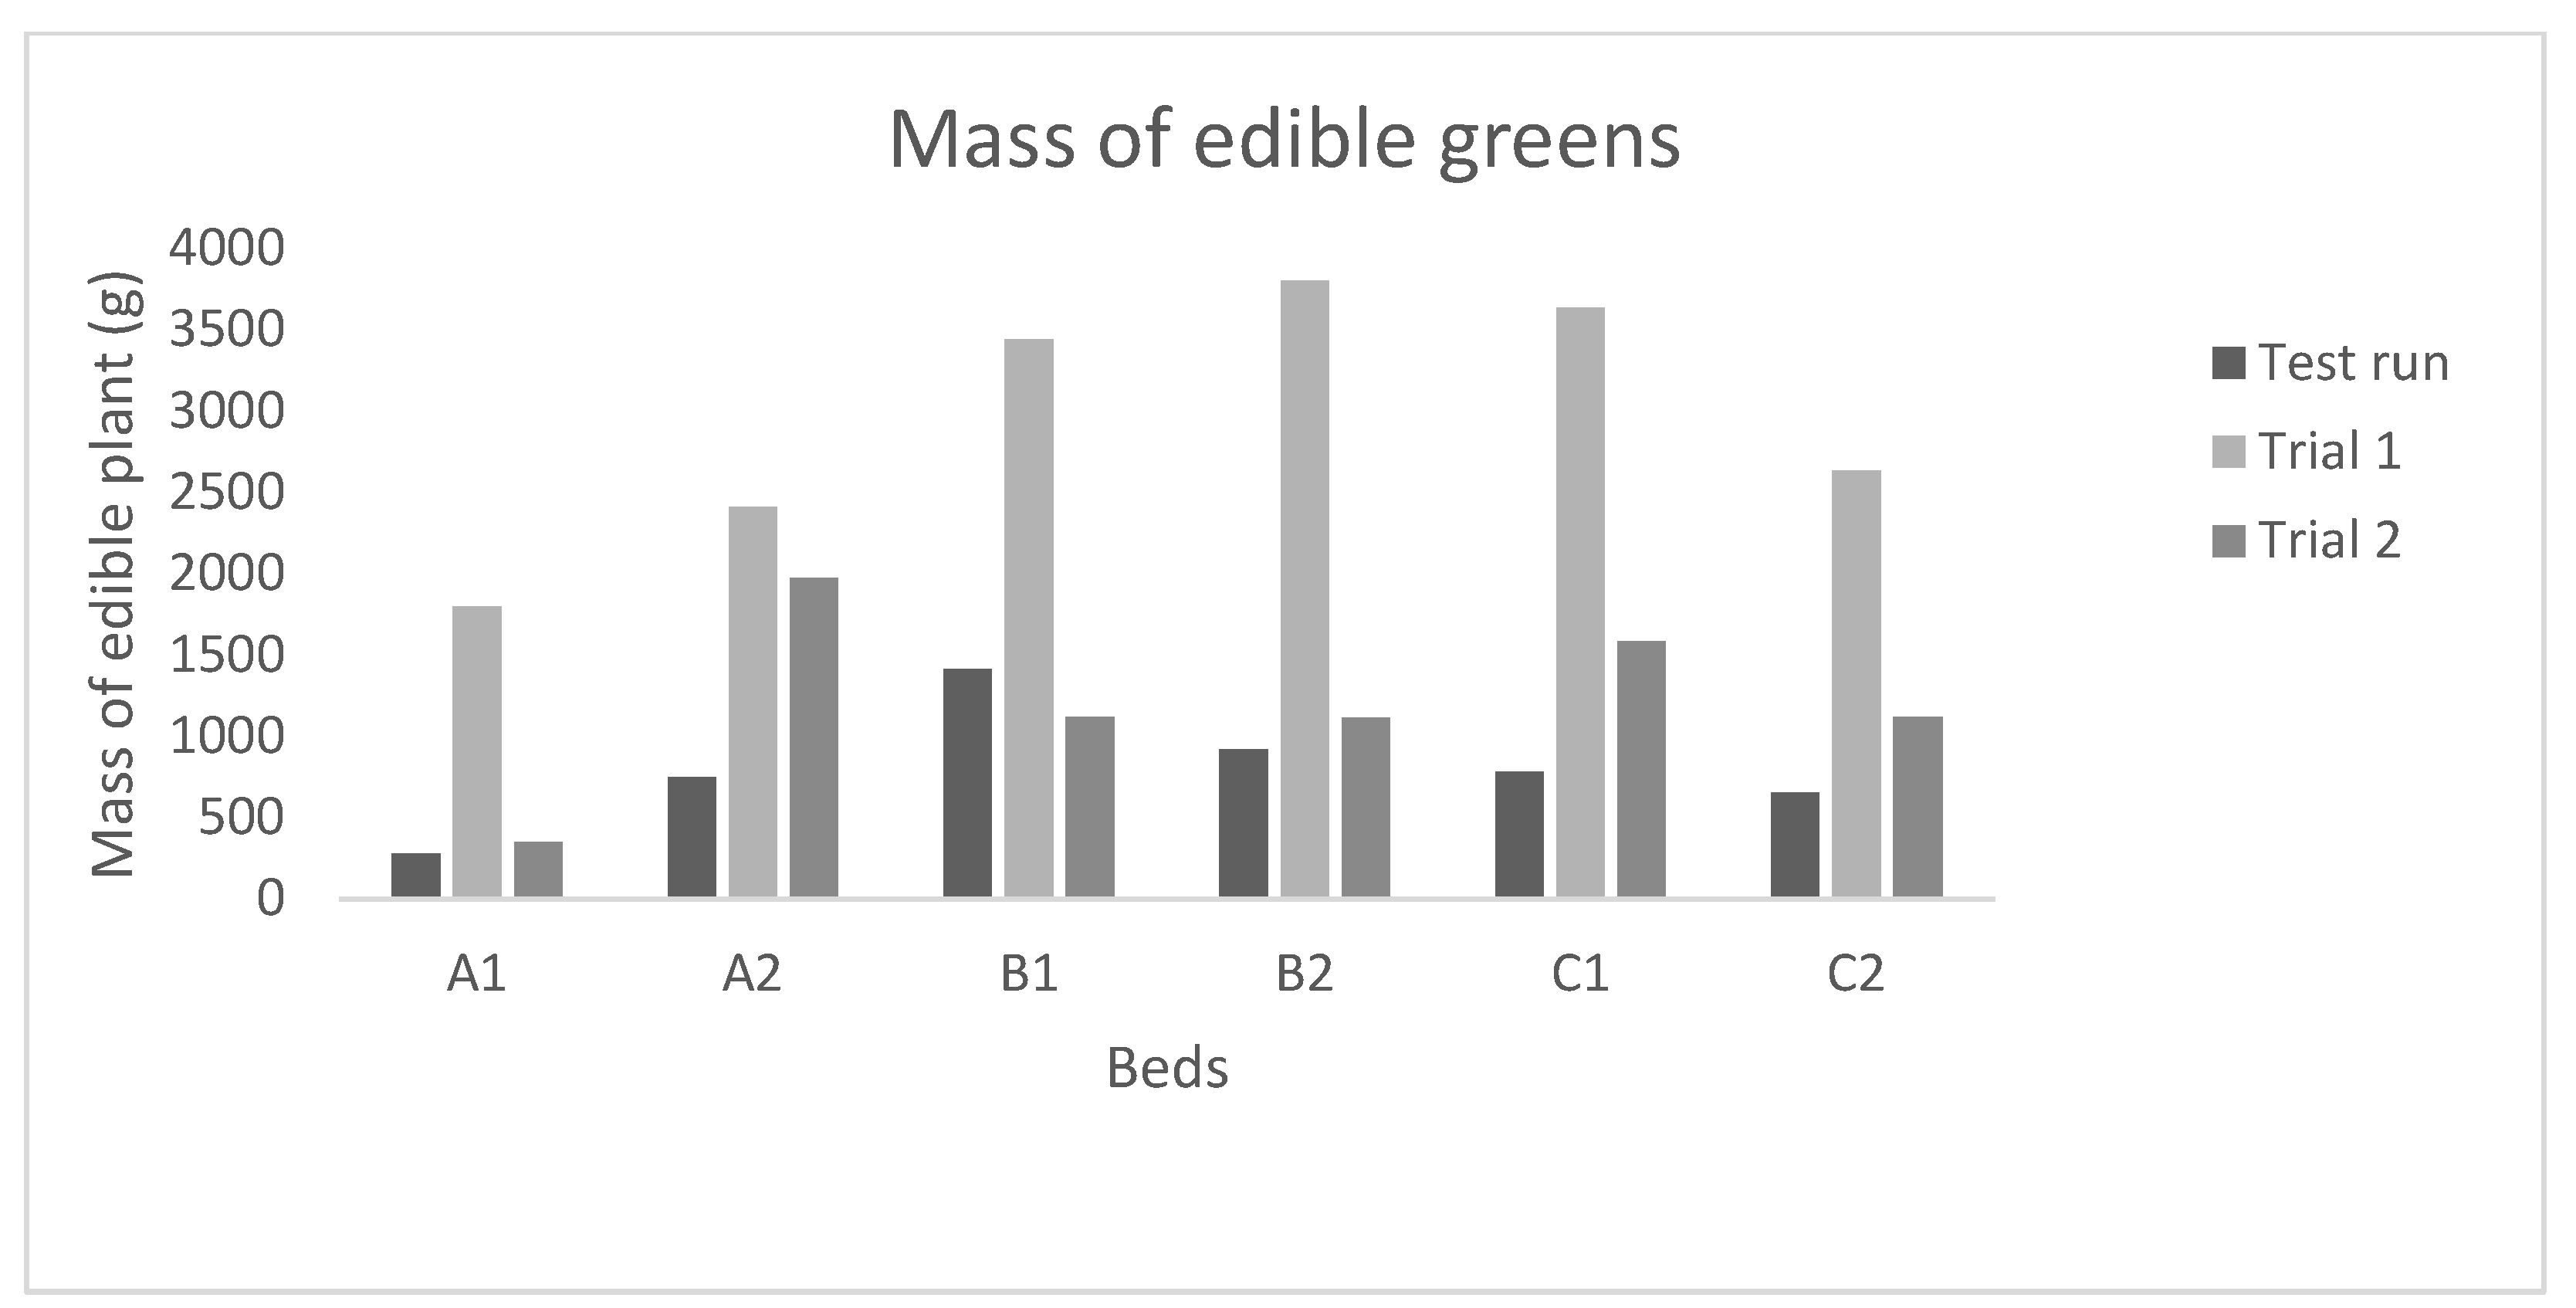 Mass of edible greens
Mass of edible plant (g)
4000
3500
3000
2500
2000
1500
1000
500
0
A1 A2 B1 B2 C1 C2
Beds
Test run
Trial 1
Trial 2